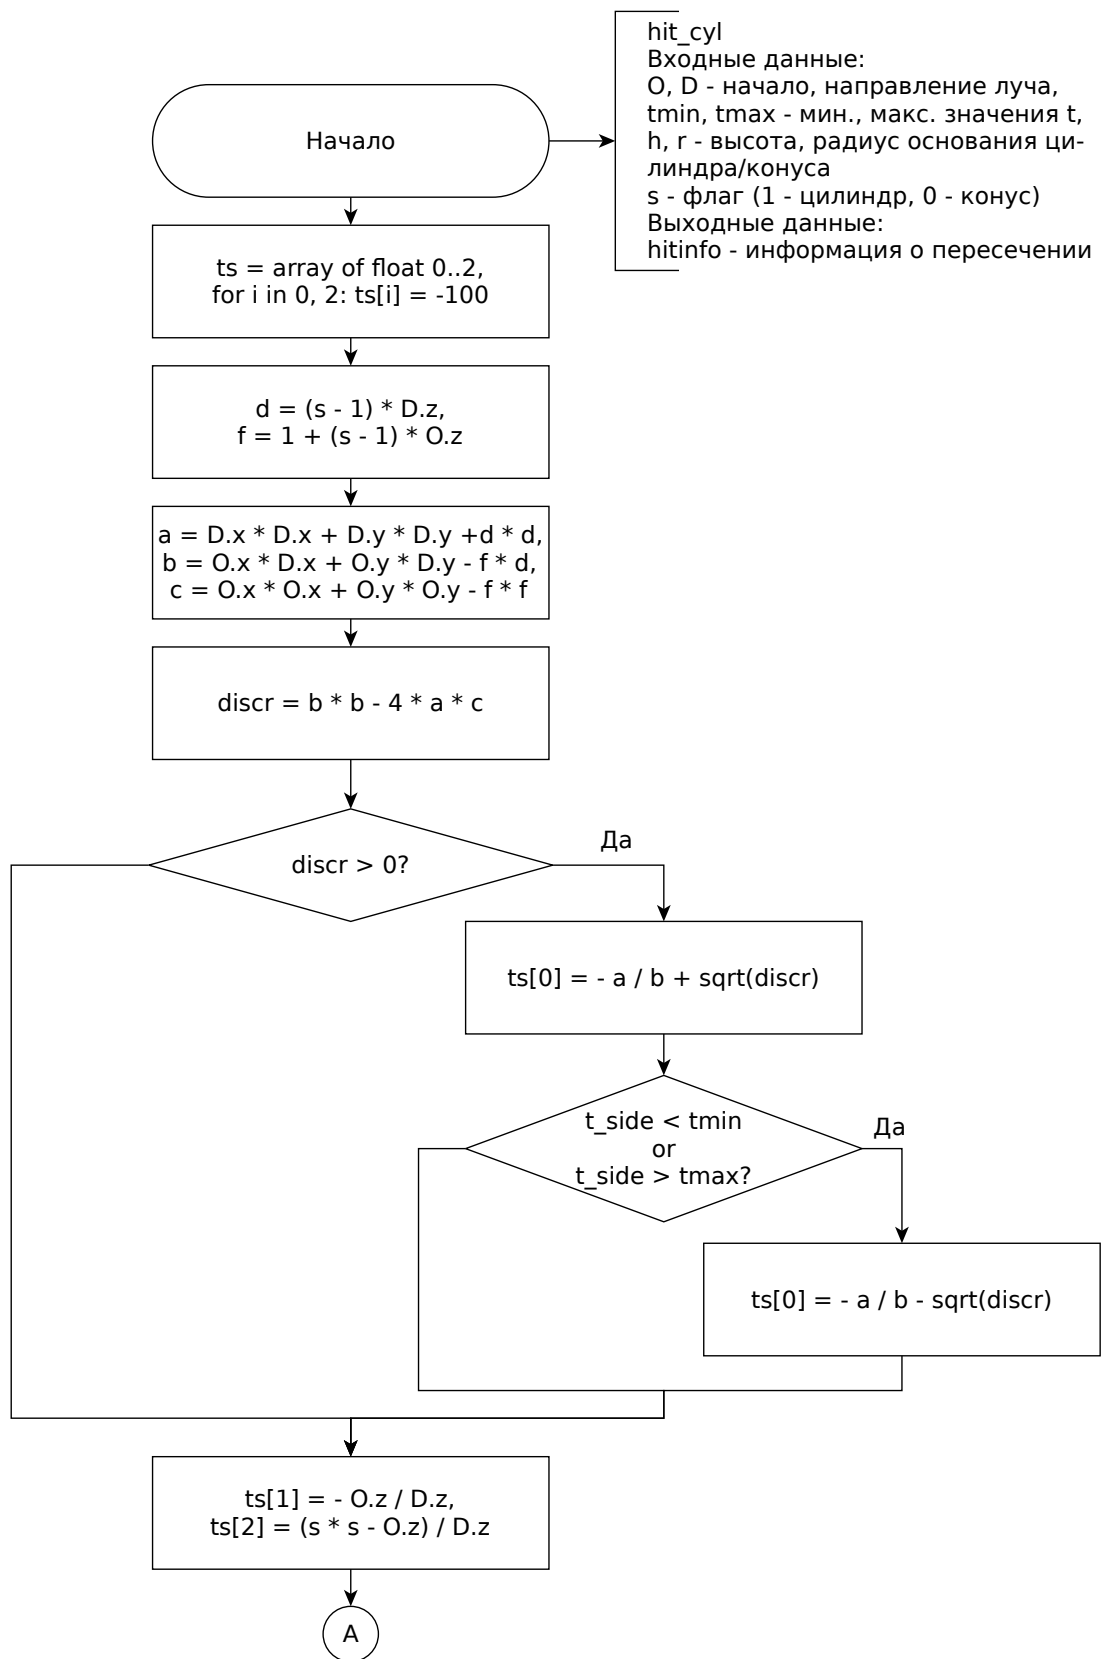 hit_cyl
Входные данные:
O, D - начало, направление луча,
tmin, tmax - мин., макс. значения t,
h, r - высота, радиус основания ци-
линдра/конуса
s - флаг (1 - цилиндр, 0 - конус)
Выходные данные:
hitinfo - информация о пересечении
Начало
ts = array of float 0..2,
for i in 0, 2: ts[i] = -100
d = (s - 1) * D.z,
f = 1 + (s - 1) * O.z
a = D.x * D.x + D.y * D.y +d * d,
b = O.x * D.x + O.y * D.y - f * d,
c = O.x * O.x + O.y * O.y - f * f
discr = b * b - 4 * a * c
discr > 0?
Да
ts[0] = - a / b + sqrt(discr)
t_side < tmin
or
t_side > tmax?
Да
ts[0] = - a / b - sqrt(discr)
ts[1] = - O.z / D.z,
ts[2] = (s * s - O.z) / D.z
A